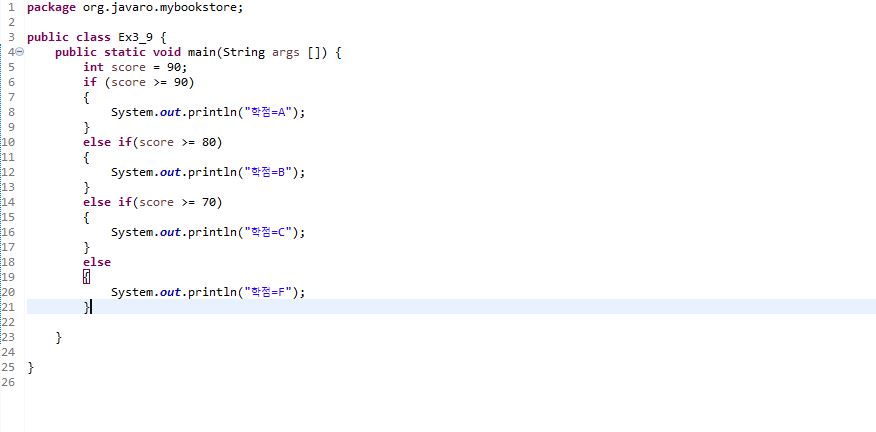 1 package org.javaro.mybookstore;
2
3 public class Ex3_9 {
4 public static void main(String args []) {
5 int score = 90;
6 if (score >= 90)
7 {
8 System.out.println("학점=A");
9 }
10 else if(score >= 80)
11 {
12 System.out.println("학점=B");
13 }
14 else if(score >= 70)
15 {
16 System.out.println("학점=C");
17 }
18 else
19 {
20 System.out.println("학점=F");
21 }
22
23 }
24
25 }
26